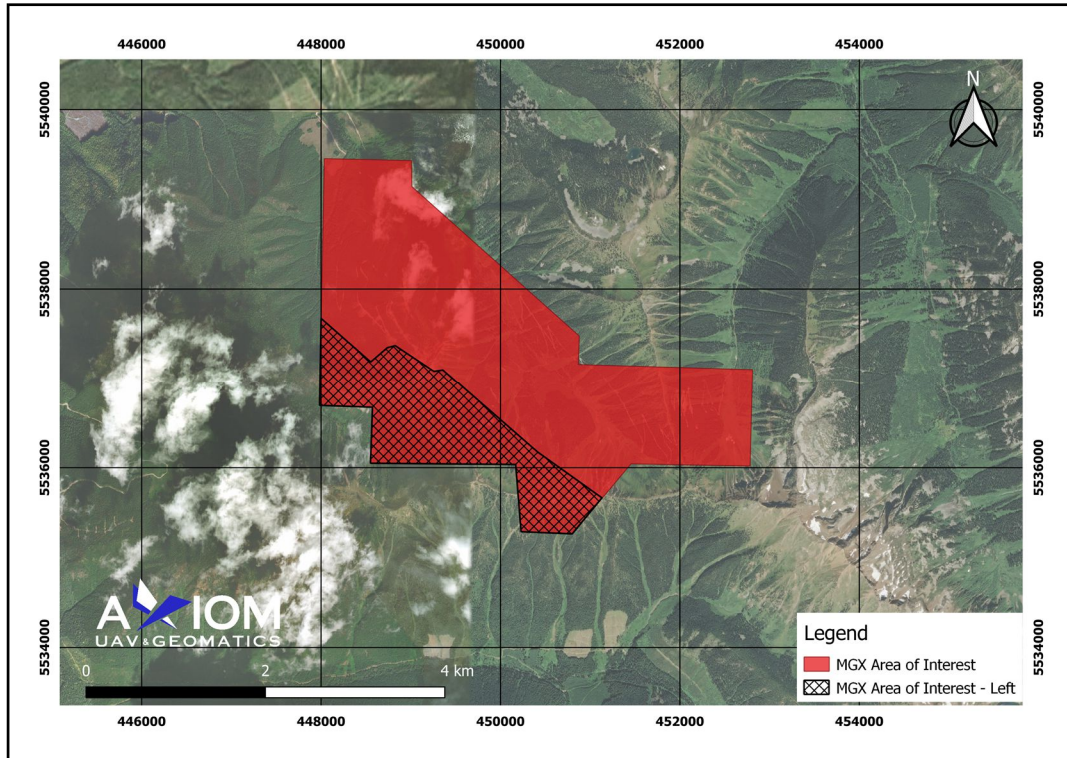 446000 448000 450000 452000 454000
N
5540000 5540000
5538000 5538000
5536000 5536000
5534000 5534000
AXIOM
UAV & GEOMATICS
0 2 4 km
Legend
MGX Area of Interest
MGX Area of Interest - Left
446000 448000 450000 452000 454000